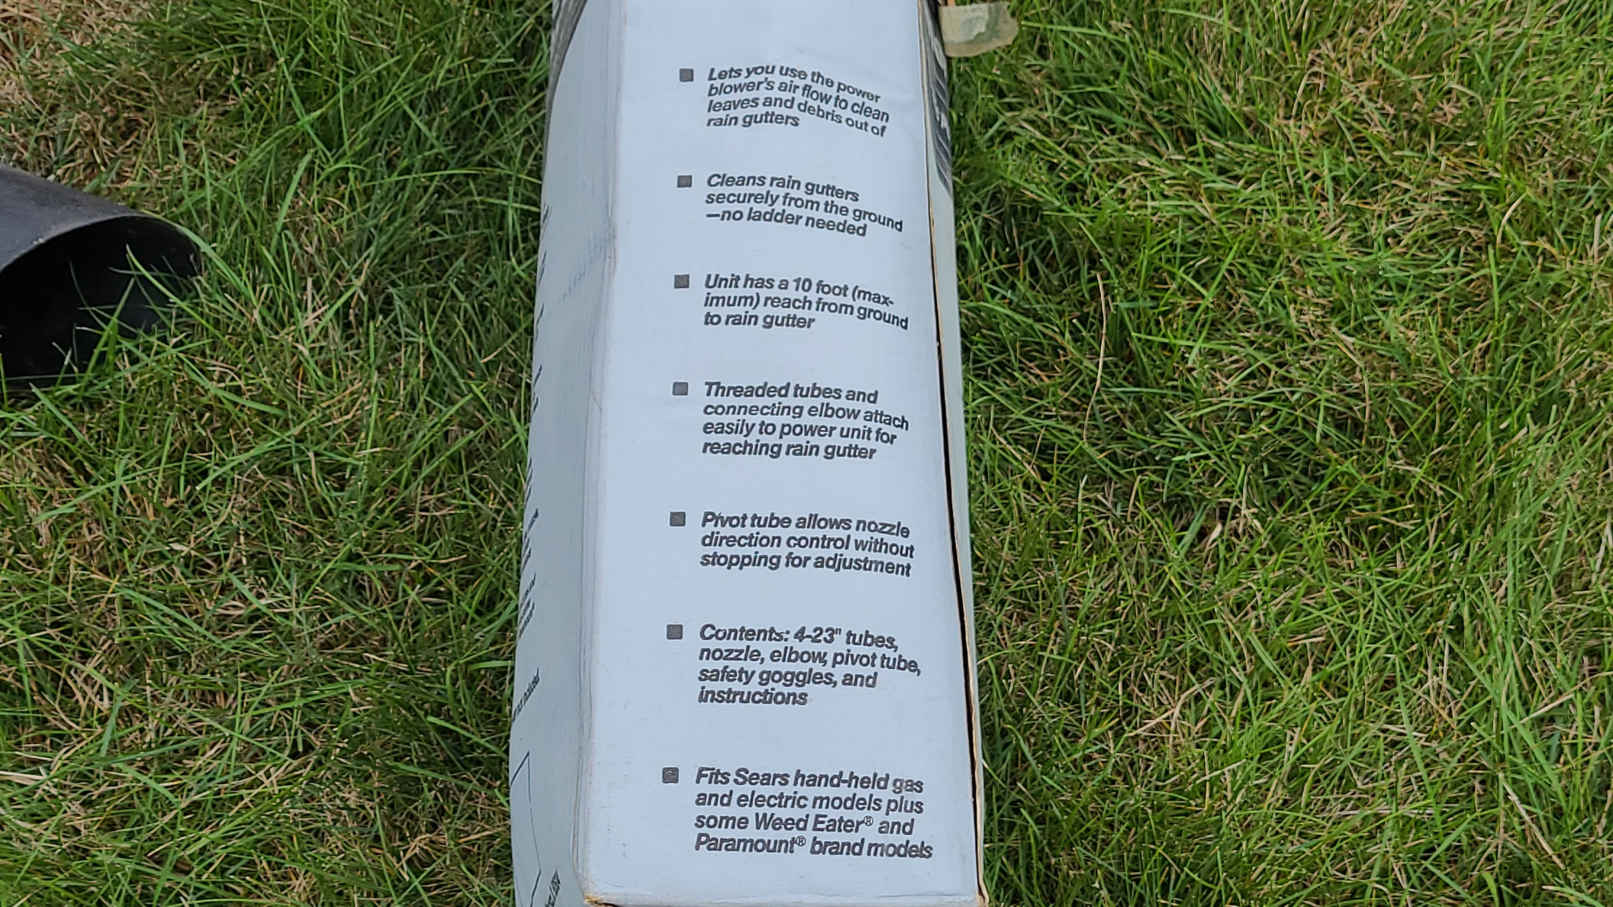 Lets you use the power
blower's air flow to clean
leaves and debris out of
rain gutters
Cleans rain gutters
securely from the ground
—no ladder needed
Unit has a 10 foot (max-
imum) reach from ground
to rain gutter
Threaded tubes and
connecting elbow attach
easily to power unit for
reaching rain gutter
Pivot tube allows nozzle
direction control without
stopping for adjustment
Contents: 4-23" tubes,
nozzle, elbow, pivot tube,
safety goggles, and
instructions
Fits Sears hand-held gas
and electric models plus
some Weed Eater® and
Paramount® brand models